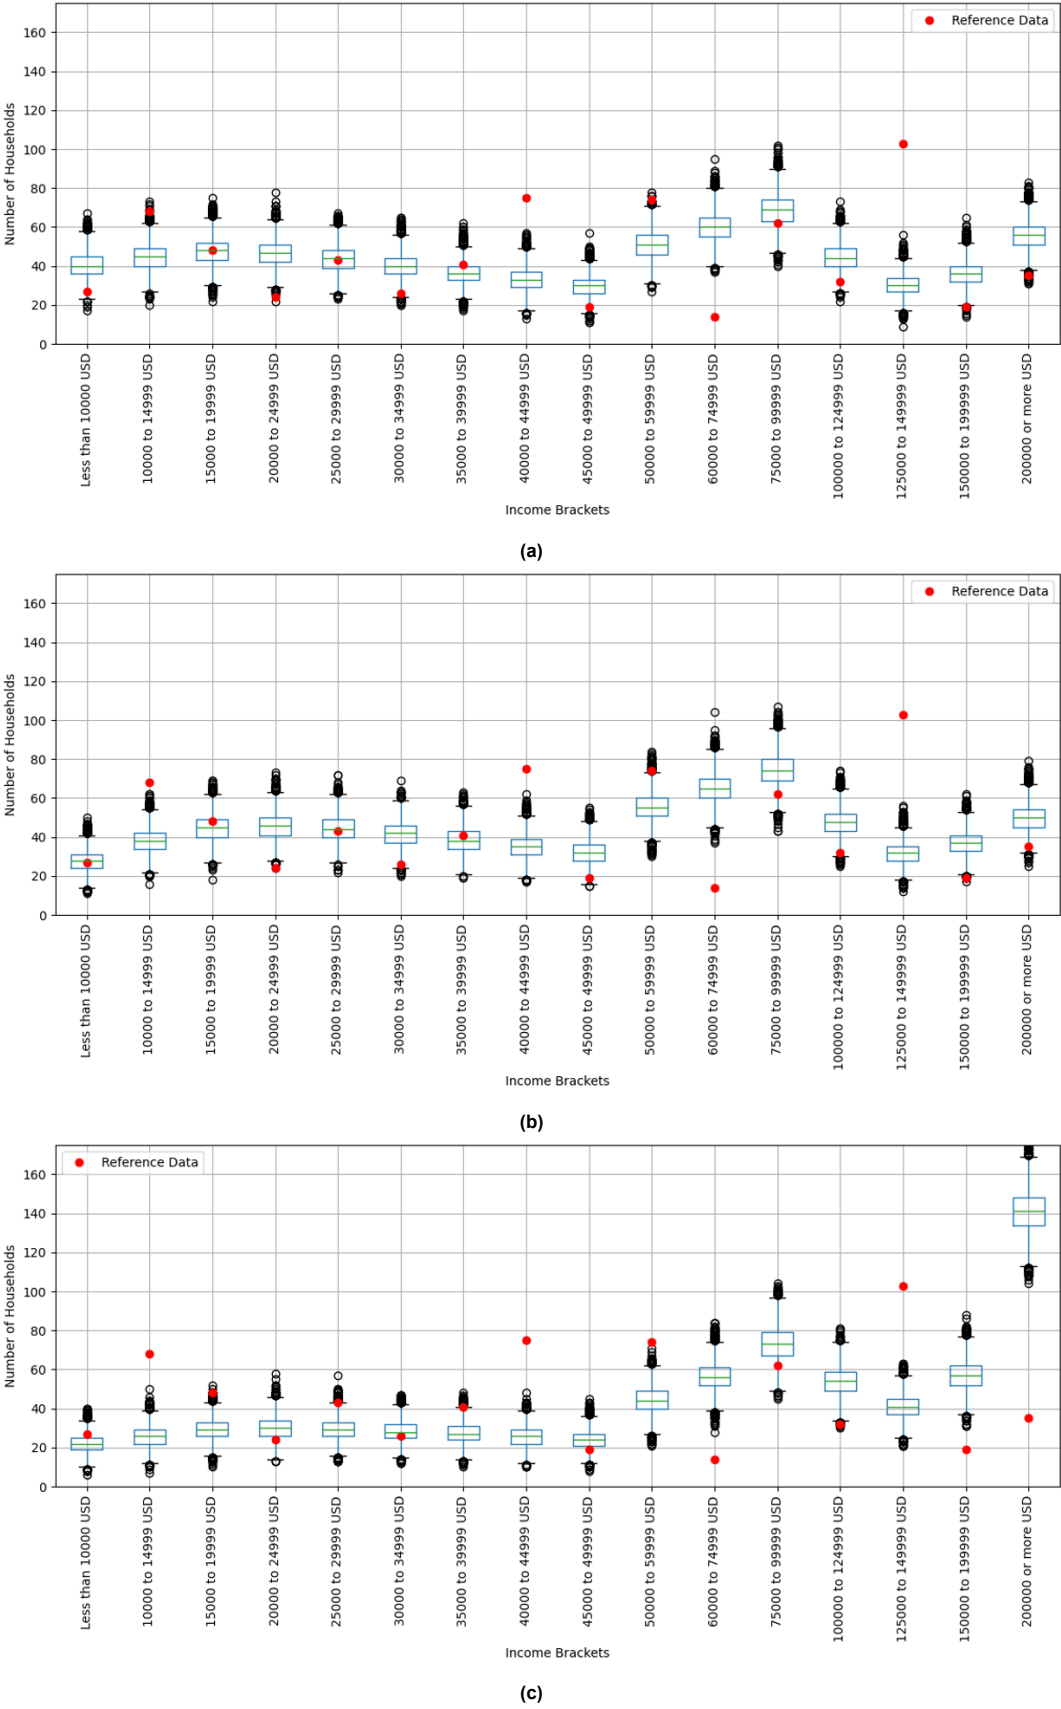 Reference Data
160
140
120
100
80
60
40
20
0
Number of Households
Less than 10000 USD
10000 to 14999 USD
15000 to 199999 USD
20000 to 24999 USD
250000 to 299999 USD
30000 to 34999 USD
35000 to 39999 USD
40000 to 44999 USD
450000 to 49999 USD
50000 to 59999 USD
60000 to 74999 USD
75000 to 99999 USD
100000 to 124999 USD
125000 to 149999 USD
150000 to 199999 USD
200000 or more USD
Income Brackets
(a)
Reference Data
160
140
120
100
80
60
40
20
0
Number of Households
Less than 10000 USD
10000 to 14999 USD
15000 to 199999 USD
20000 to 24999 USD
250000 to 299999 USD
30000 to 34999 USD
35000 to 39999 USD
40000 to 44999 USD
450000 to 49999 USD
50000 to 59999 USD
60000 to 74999 USD
75000 to 99999 USD
100000 to 124999 USD
125000 to 149999 USD
150000 to 199999 USD
200000 or more USD
Income Brackets
(b)
Reference Data
160
140
120
100
80
60
40
20
0
Number of Households
Less than 10000 USD
10000 to 14999 USD
15000 to 199999 USD
20000 to 24999 USD
250000 to 299999 USD
30000 to 34999 USD
35000 to 39999 USD
40000 to 44999 USD
450000 to 49999 USD
50000 to 59999 USD
60000 to 74999 USD
75000 to 99999 USD
100000 to 124999 USD
125000 to 149999 USD
150000 to 199999 USD
200000 or more USD
Income Brackets
(c)